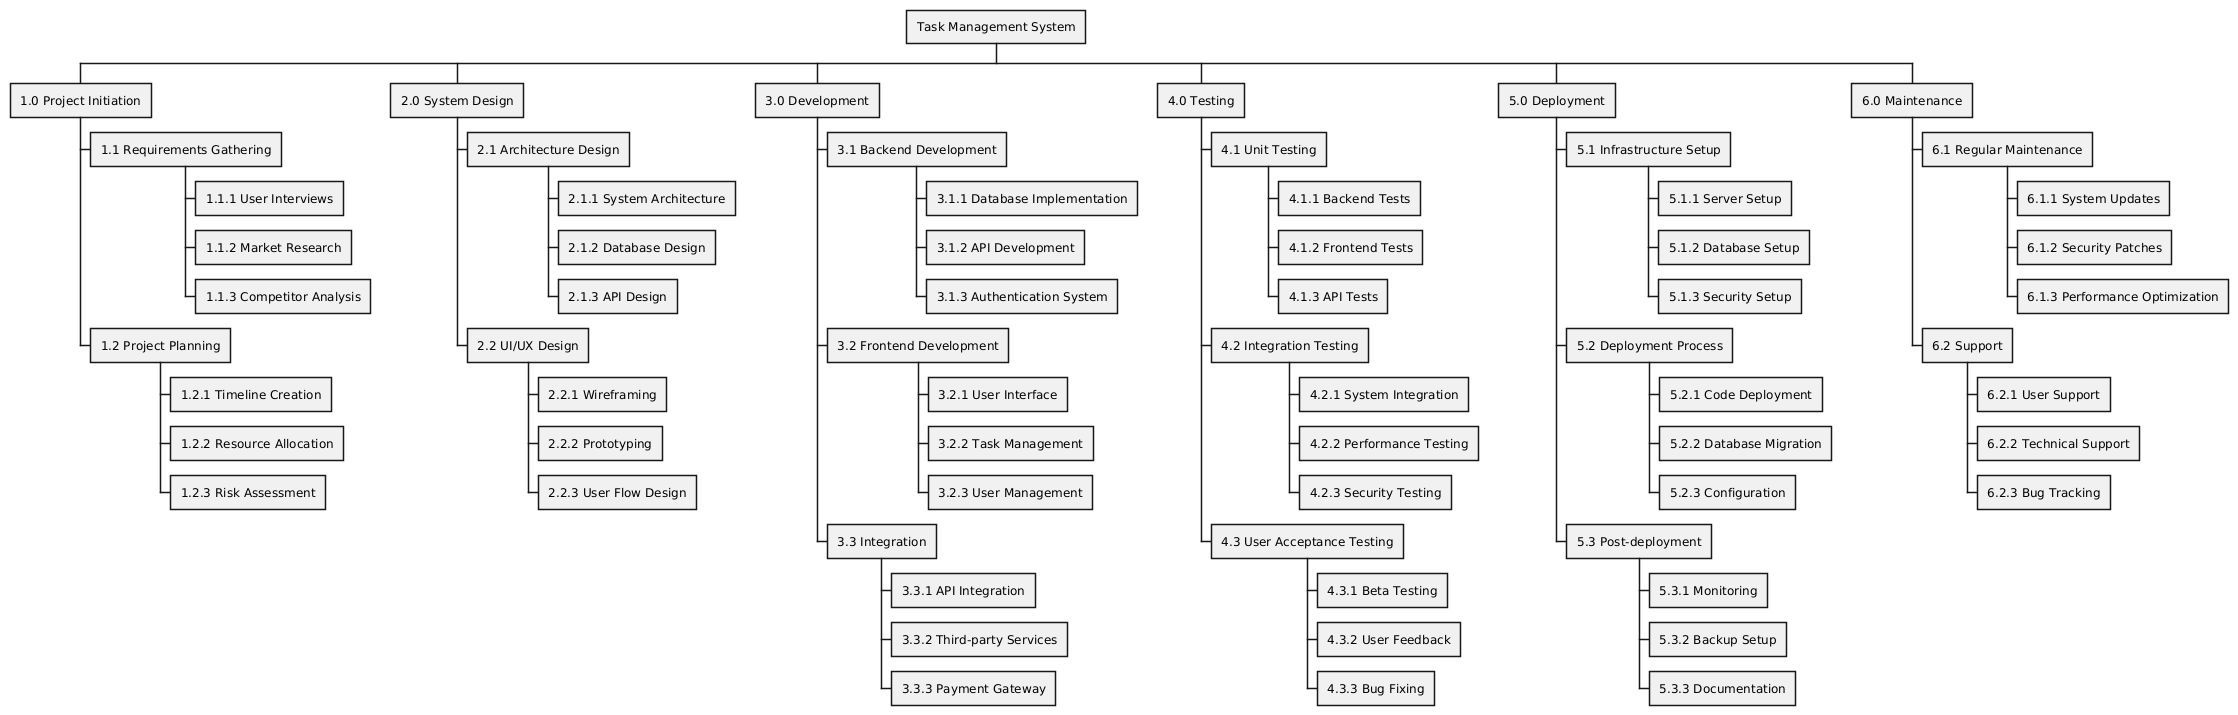 Task Management System
1.0 Project Initiation
1.1 Requirements Gathering
1.1.1 User Interviews
1.1.2 Market Research
1.1.3 Competitor Analysis
1.2 Project Planning
1.2.1 Timeline Creation
1.2.2 Resource Allocation
1.2.3 Risk Assessment
2.0 System Design
2.1 Architecture Design
2.1.1 System Architecture
2.1.2 Database Design
2.1.3 API Design
2.2 UI/UX Design
2.2.1 Wireframing
2.2.2 Prototyping
2.2.3 User Flow Design
3.0 Development
3.1 Backend Development
3.1.1 Database Implementation
3.1.2 API Development
3.1.3 Authentication System
3.2 Frontend Development
3.2.1 User Interface
3.2.2 Task Management
3.2.3 User Management
3.3 Integration
3.3.1 API Integration
3.3.2 Third-party Services
3.3.3 Payment Gateway
4.0 Testing
4.1 Unit Testing
4.1.1 Backend Tests
4.1.2 Frontend Tests
4.1.3 API Tests
4.2 Integration Testing
4.2.1 System Integration
4.2.2 Performance Testing
4.2.3 Security Testing
4.3 User Acceptance Testing
4.3.1 Beta Testing
4.3.2 User Feedback
4.3.3 Bug Fixing
5.0 Deployment
5.1 Infrastructure Setup
5.1.1 Server Setup
5.1.2 Database Setup
5.1.3 Security Setup
5.2 Deployment Process
5.2.1 Code Deployment
5.2.2 Database Migration
5.2.3 Configuration
5.3 Post-deployment
5.3.1 Monitoring
5.3.2 Backup Setup
5.3.3 Documentation
6.0 Maintenance
6.1 Regular Maintenance
6.1.1 System Updates
6.1.2 Security Patches
6.1.3 Performance Optimization
6.2 Support
6.2.1 User Support
6.2.2 Technical Support
6.2.3 Bug Tracking